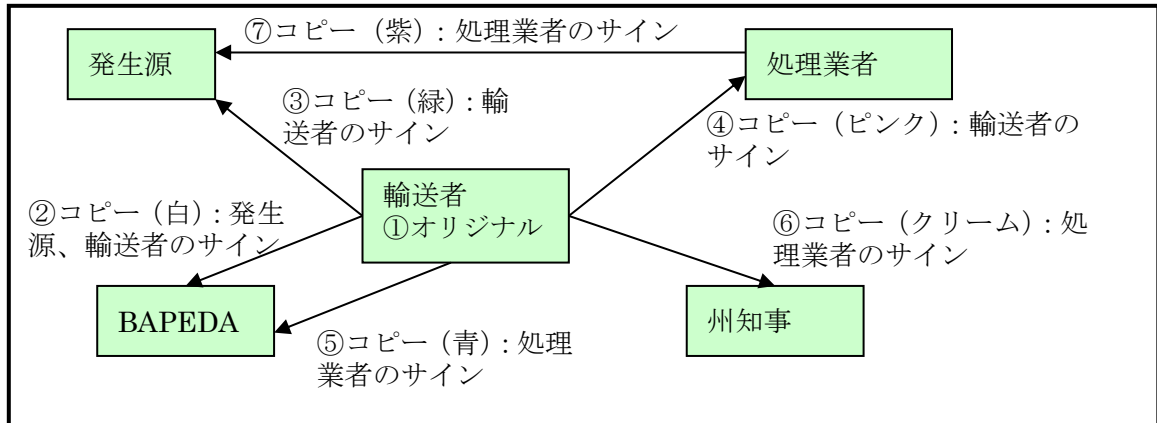 ⑦コピー（紫）：処理業者のサイン
発生源
処理業者
③コピー（緑）：輸
送者のサイン
④コピー（ピンク）：輸送者の
サイン
輸送者
①オリジナル
②コピー（白）：発生
源、輸送者のサイン
⑥コピー（クリーム）：処
理業者のサイン
BAPEDA
州知事
⑤コピー（青）：処理
業者のサイン